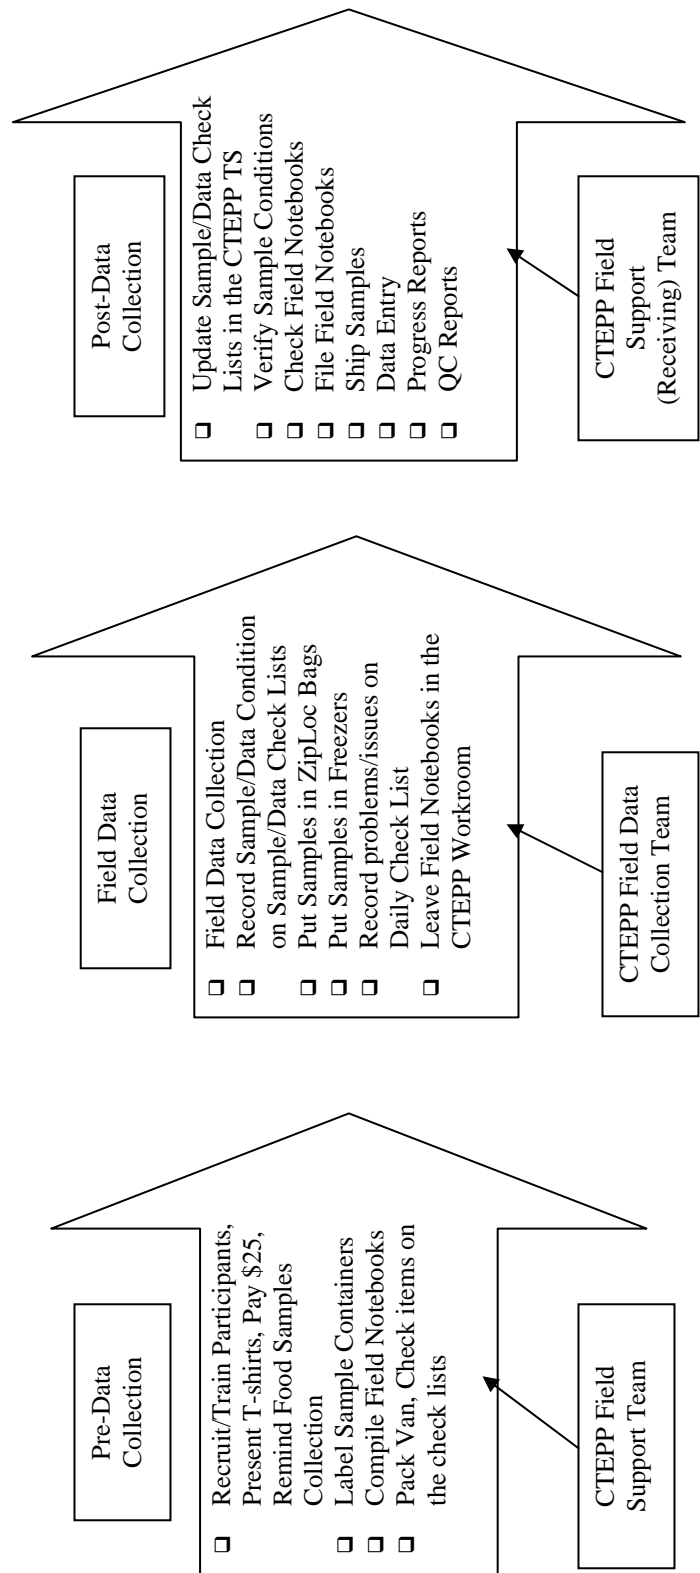 Pre-Data
Collection
❑ Recruit/Train Participants,
Present T-shirts, Pay $25,
Remind Food Samples
Collection
❑ Label Sample Containers
❑ Compile Field Notebooks
❑ Pack Van, Check items on
the check lists
CTEPP Field
Support Team
Field Data
Collection
❑ Field Data Collection
❑ Record Sample/Data Condition
on Sample/Data Check Lists
❑ Put Samples in ZipLoc Bags
❑ Put Samples in Freezers
❑ Record problems/issues on
Daily Check List
❑ Leave Field Notebooks in the
CTEPP Workroom
CTEPP Field Data
Collection Team
Post-Data
Collection
❑ Update Sample/Data Check
Lists in the CTEPP TS
❑ Verify Sample Conditions
❑ Check Field Notebooks
❑ File Field Notebooks
❑ Ship Samples
❑ Data Entry
❑ Progress Reports
❑ QC Reports
CTEPP Field
Support
(Receiving) Team